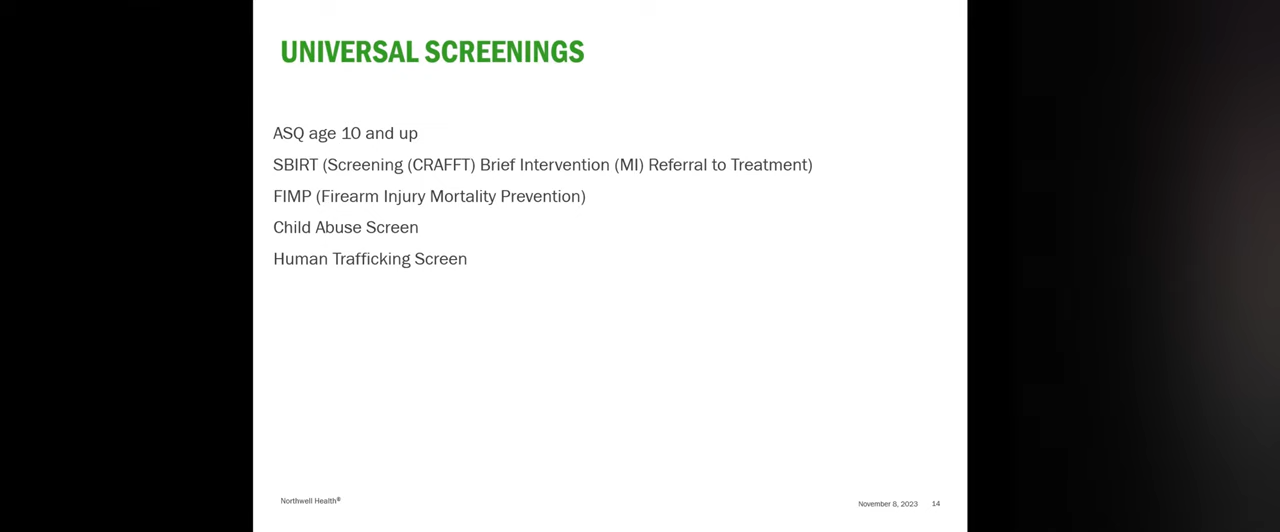 UNIVERSAL SCREENINGS
ASQ age 10 and up
SBIRT (Screening (CRAFFT) Brief Intervention (MI) Referral to Treatment)
FIMP (Firearm Injury Mortality Prevention)
Child Abuse Screen
Human Trafficking Screen
Northwell Health®
November 8, 2023 14